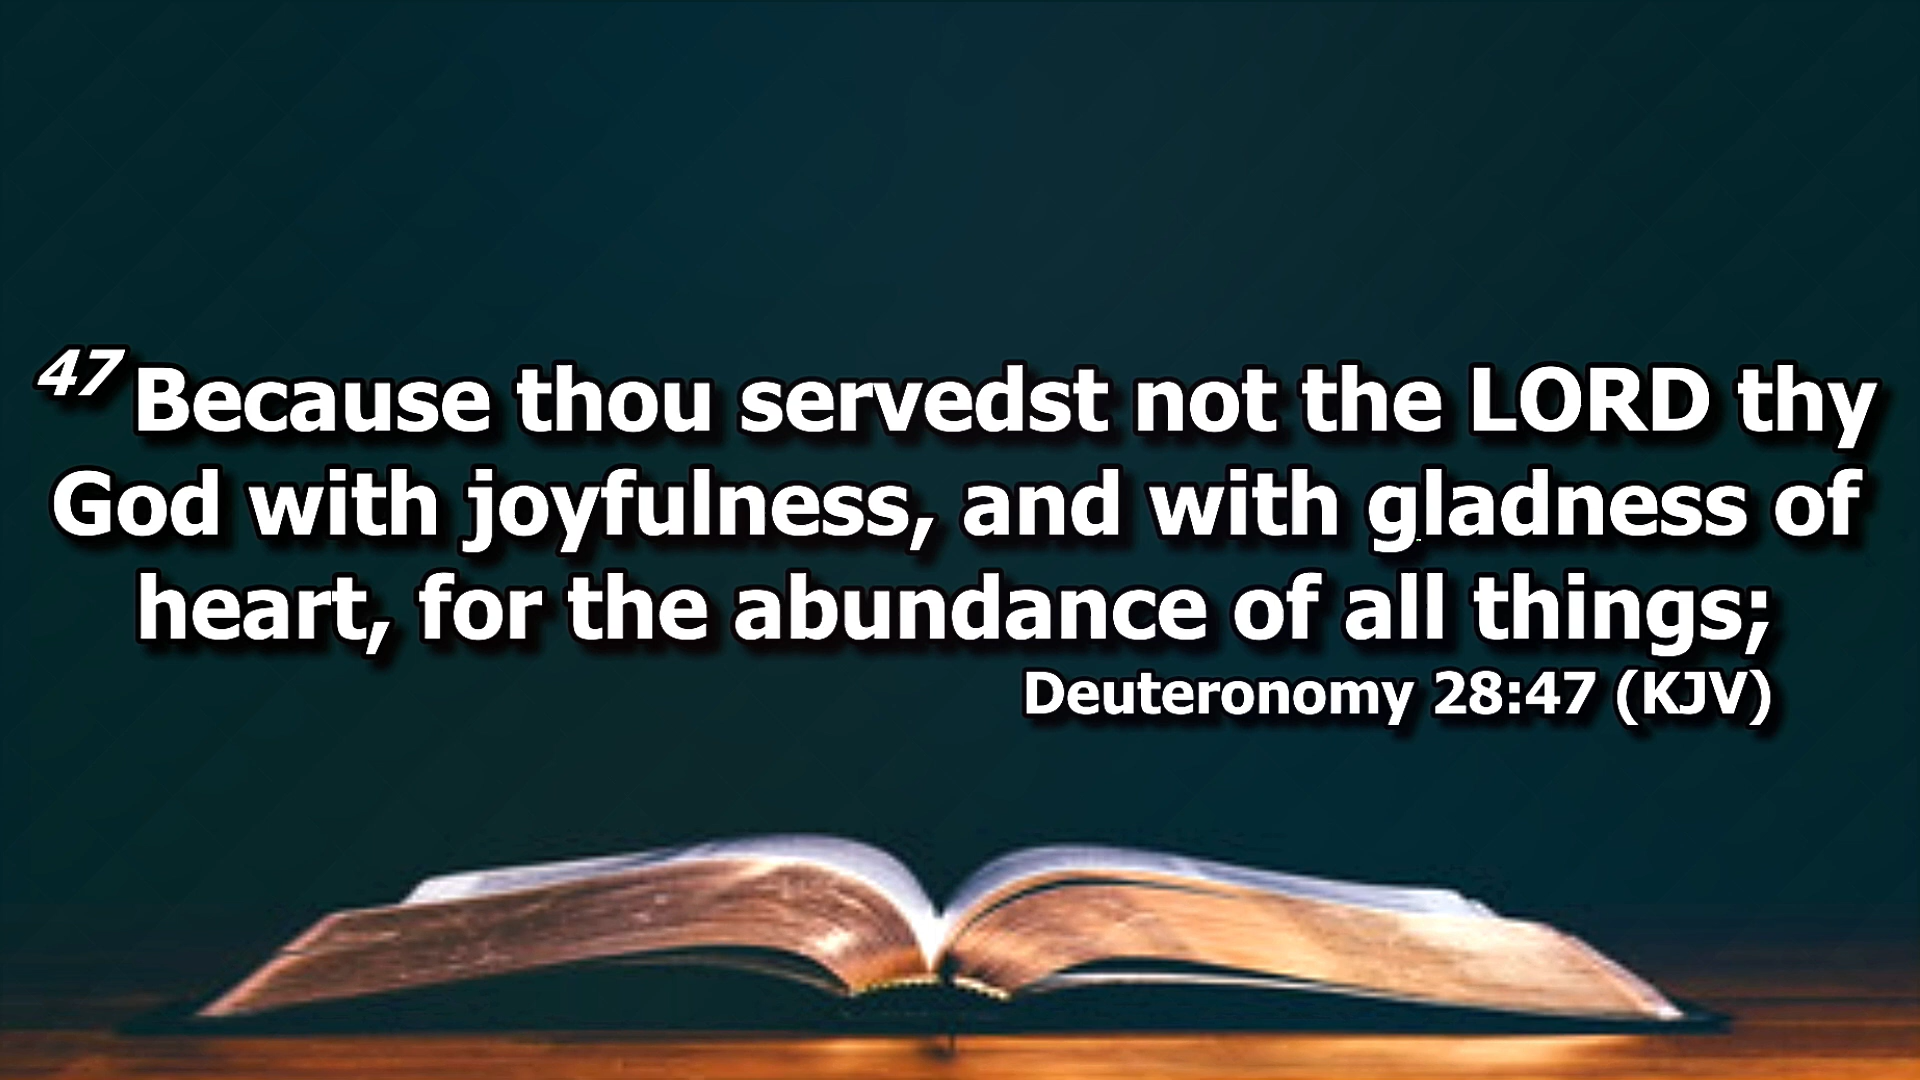 47 Because thou servedst not the LORD thy
God with joyfulness, and with gladness of
heart, for the abundance of all things;
Deuteronomy 28:47 (KJV)